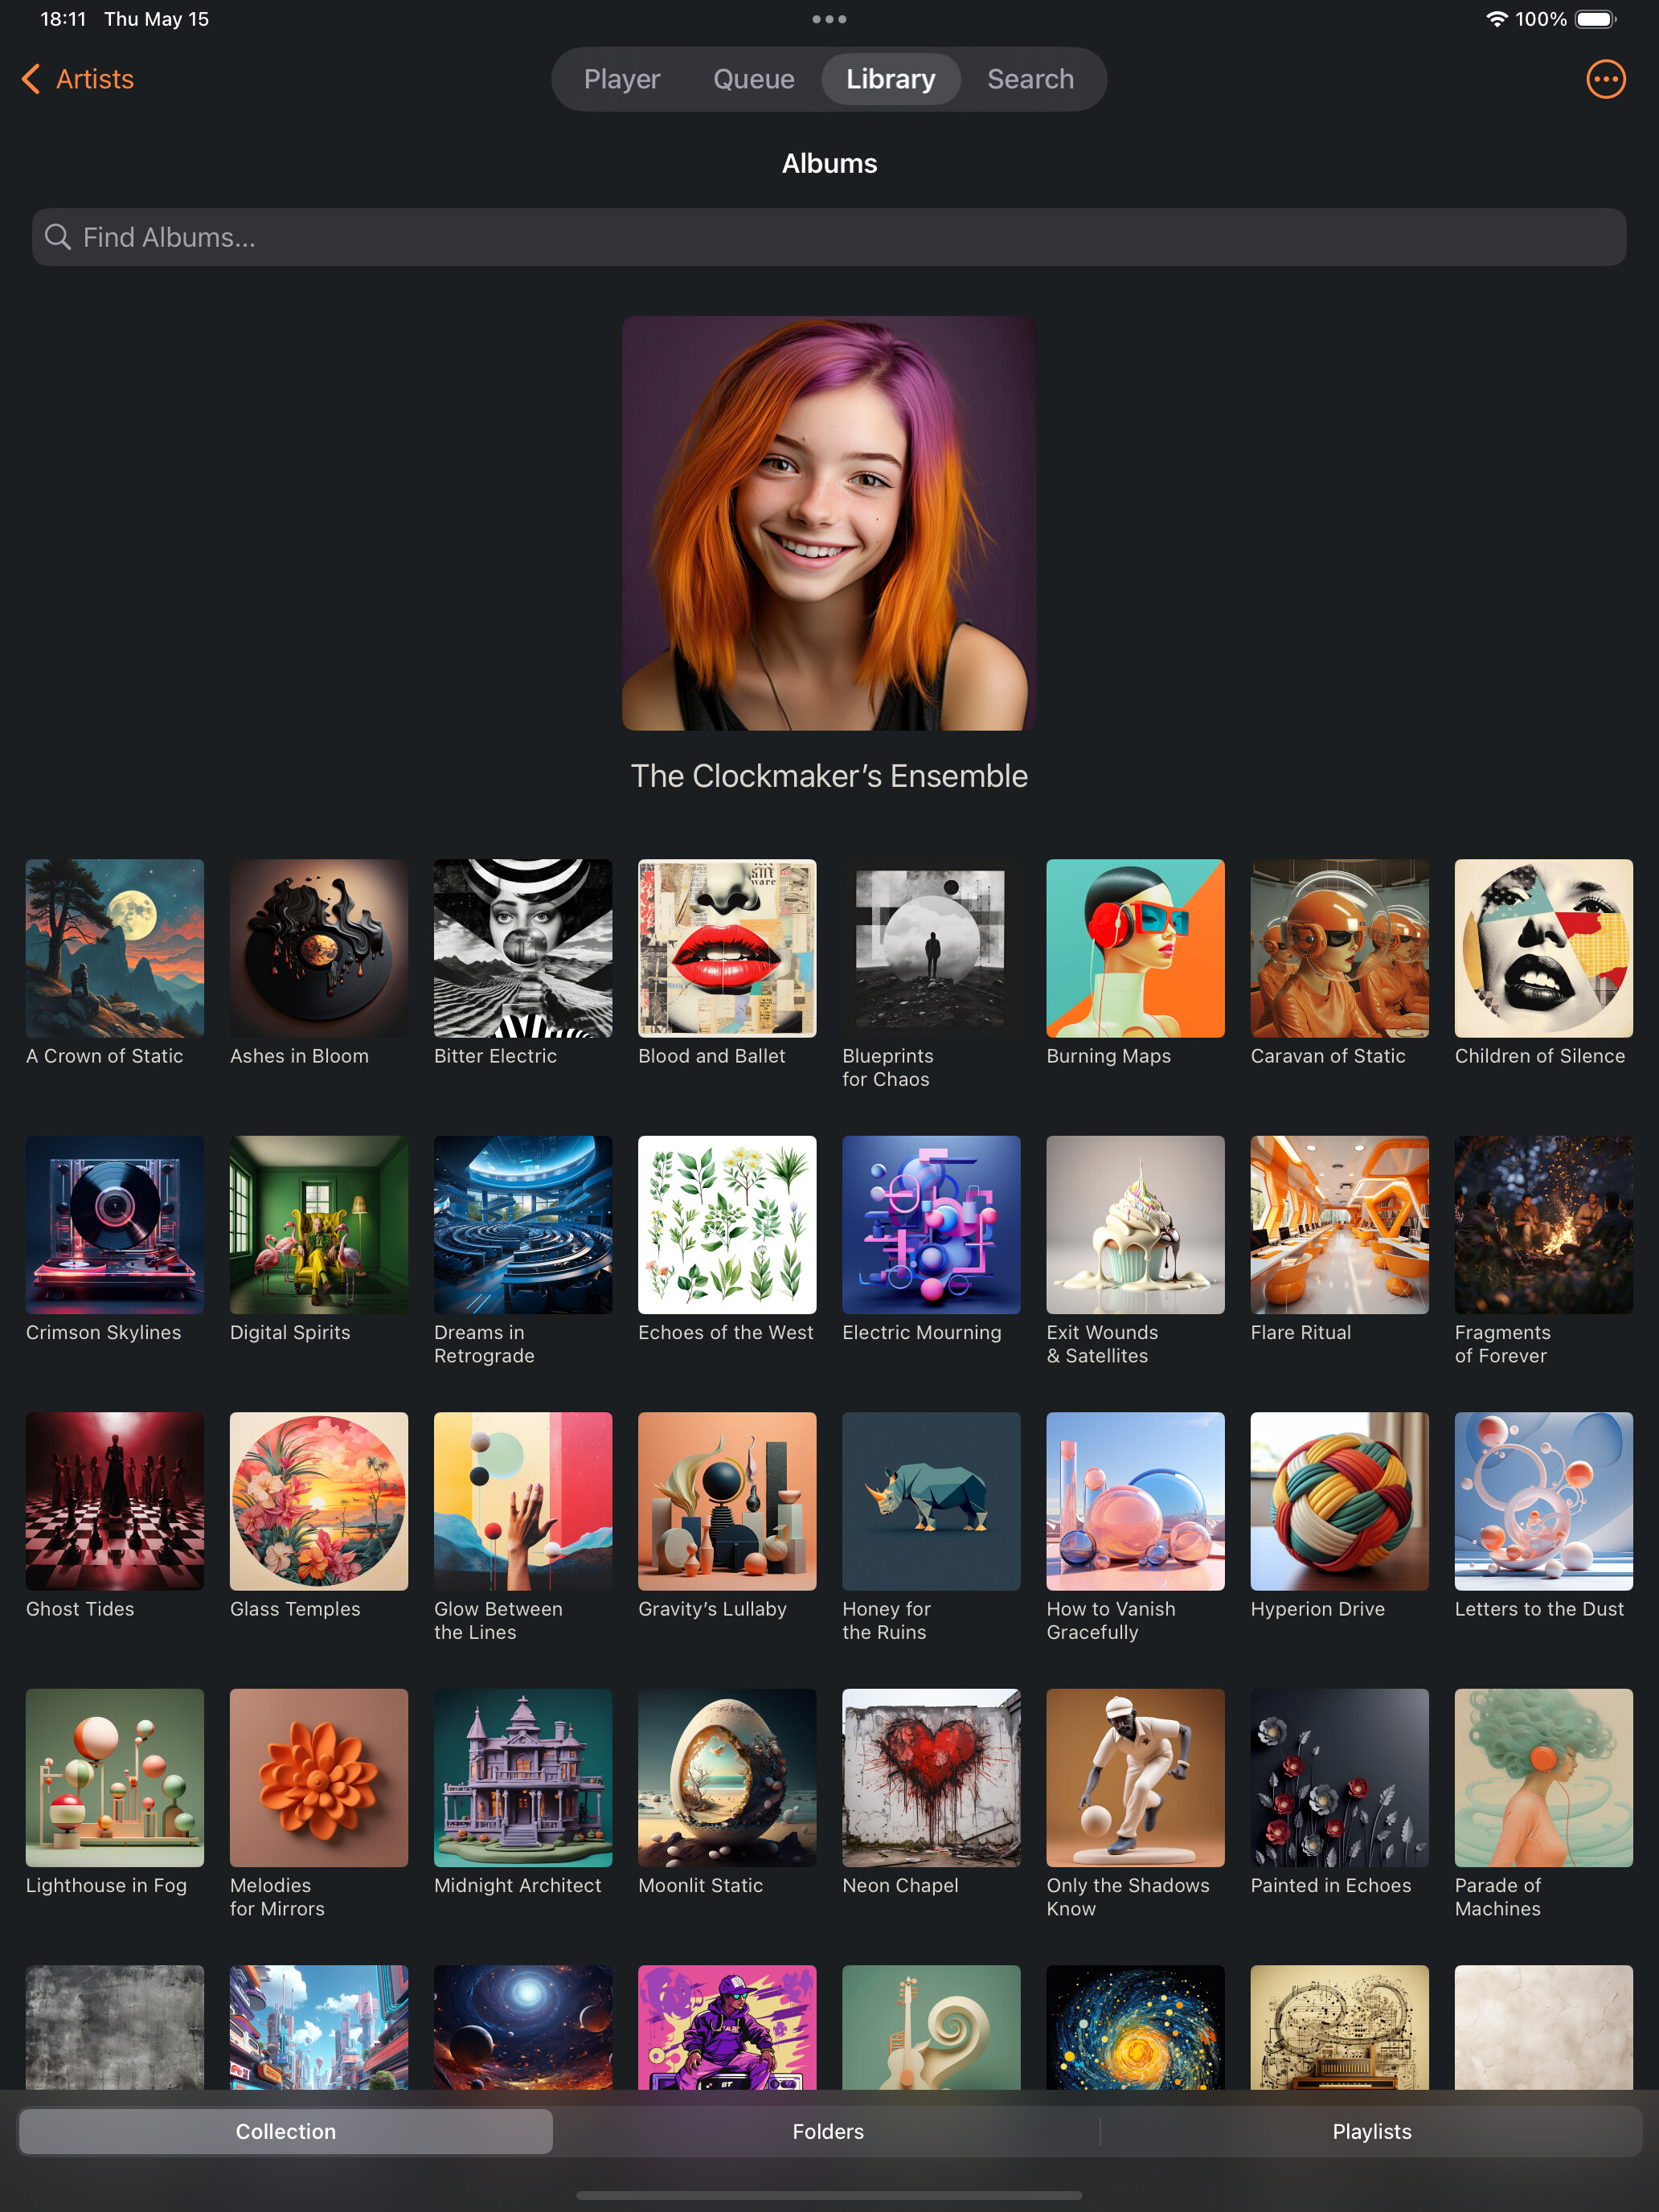 18:11 Thu May 15
100%
Artists
Player Queue Library Search
Albums
Find Albums...
The Clockmaker’s Ensemble
SIY
ware
A Crown of Static
Ashes in Bloom
Bitter Electric
Blood and Ballet
Blueprints
for Chaos
Burning Maps
Caravan of Static
Children of Silence
Crimson Skylines
Digital Spirits
Dreams in
Retrograde
Echoes of the West
Electric Mourning
Exit Wounds
& Satellites
Flare Ritual
Fragments
of Forever
Ghost Tides
Glass Temples
Glow Between
the Lines
Gravity’s Lullaby
Honey for
the Ruins
How to Vanish
Gracefully
Hyperion Drive
Letters to the Dust
Lighthouse in Fog
Melodies
for Mirrors
Midnight Architect
Moonlit Static
Neon Chapel
Only the Shadows
Know
Painted in Echoes
Parade of
Machines
BT
Collection Folders Playlists